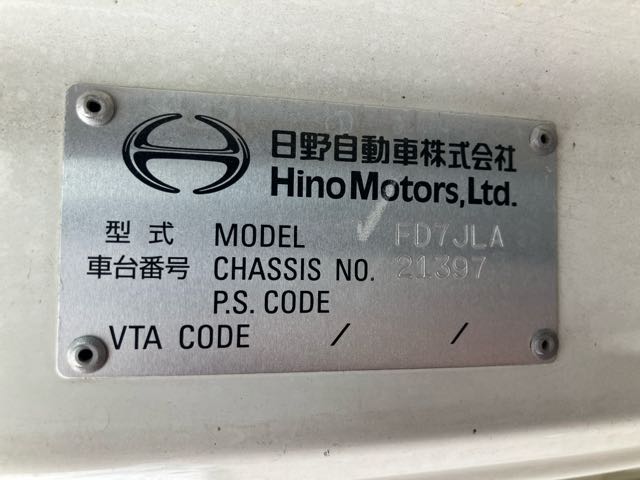 日野自動車株式会社
Hino Motors, Ltd.
型式 MODEL FD7JLA
車台番号 CHASSIS NO. 21397
P.S. CODE
VTA CODE / /